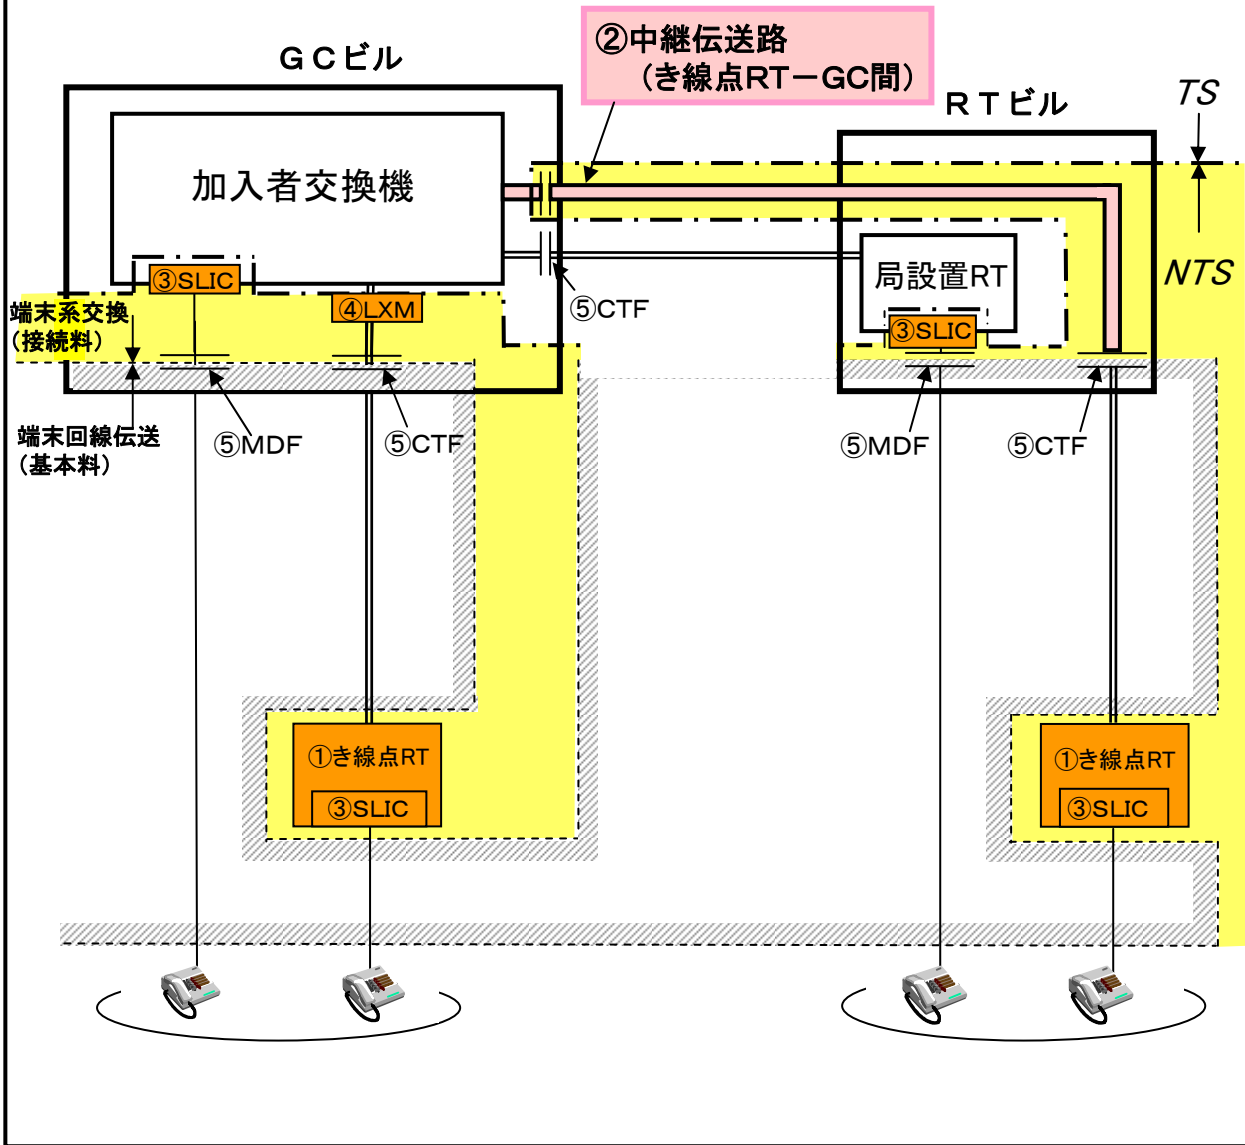 ②中継伝送路
（き線点RT－GC間）
ＧＣビル
ＲＴビル
TS
NTS
加入者交換機
③SLIC
④LXM
⑤CTF
局設置RT
③SLIC
端末系交換
（接続料）
端末回線伝送
（基本料）
⑤MDF
⑤CTF
⑤MDF
⑤CTF
①き線点RT
③SLIC
①き線点RT
③SLIC